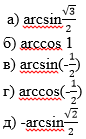 а) arcsin√3/2
б) arccos 1
в) arcsin(-1/2)
г) arccos(-1/2)
д) -arcsin√2/2